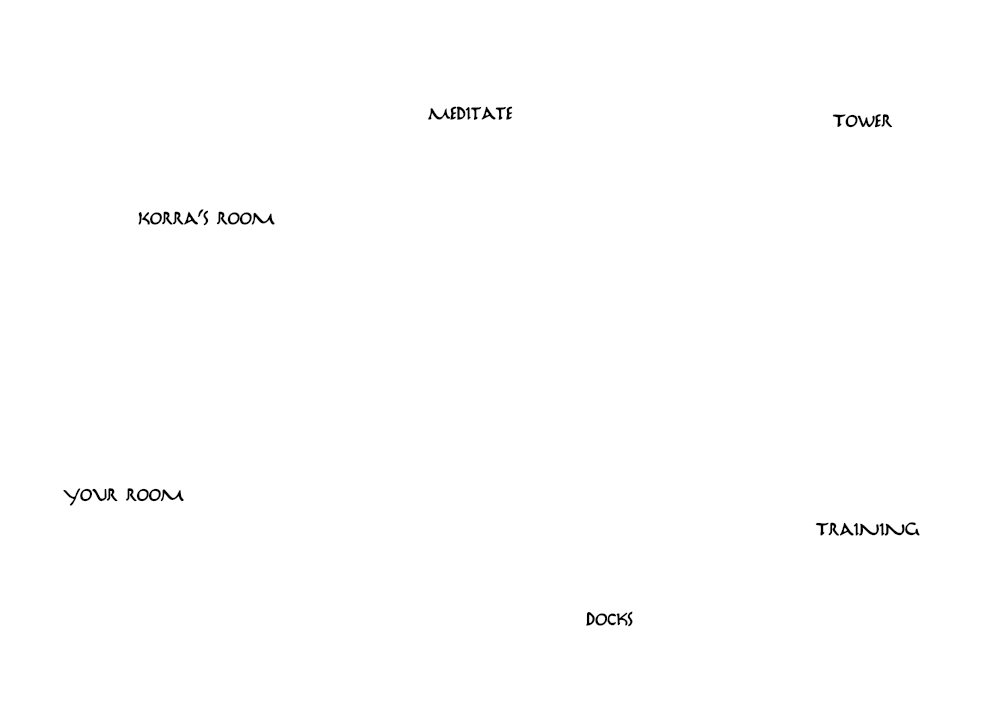 MEDITATE
TOWER
KORRA'S ROOM
YOUR ROOM
TRAINING
DOCKS